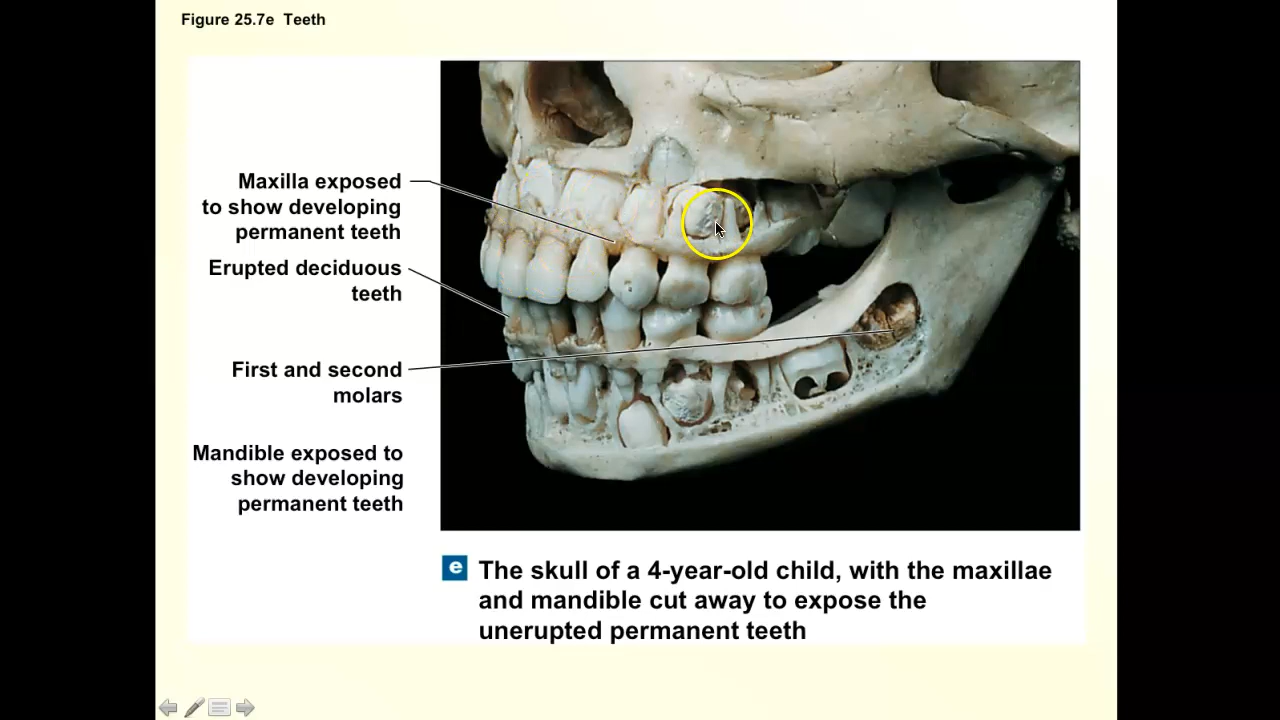 Figure 25.7e  Teeth
Maxilla exposed
to show developing
permanent teeth
Erupted deciduous
teeth
First and second
molars
Mandible exposed to
show developing
permanent teeth
e
The skull of a 4-year-old child, with the maxillae
and mandible cut away to expose the
unerupted permanent teeth